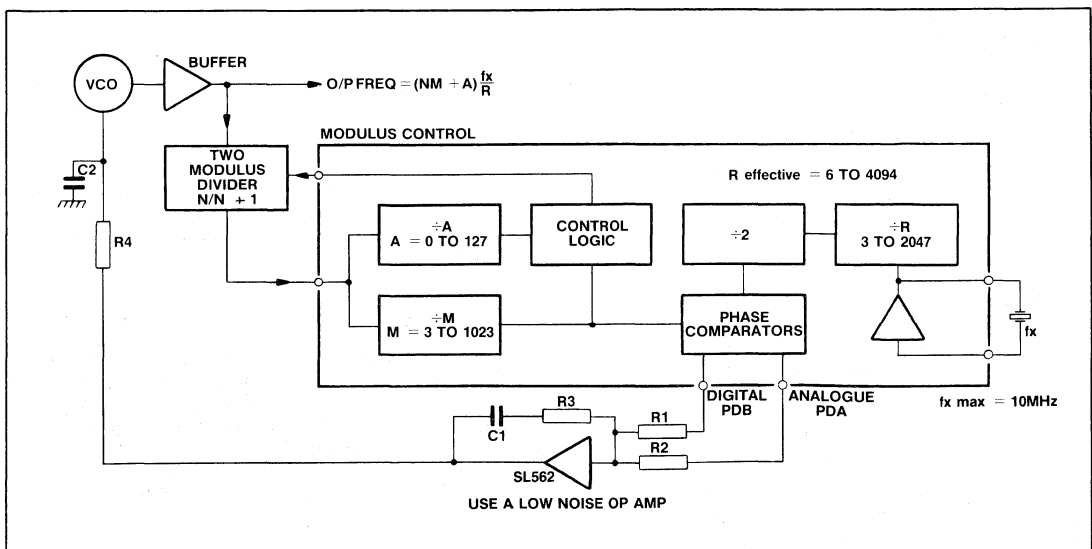 BUFFER
VCO
O/P FREQ = (NM + A) fx/R
MODULUS CONTROL
TWO
MODULUS
DIVIDER
N/N + 1
R effective = 6 TO 4094
C2
R4
÷A
A = 0 TO 127
CONTROL
LOGIC
÷2
÷R
3 TO 2047
÷M
M = 3 TO 1023
PHASE
COMPARATORS
fx
DIGITAL
PDB
ANALOGUE
PDA
fx max = 10MHz
R3
C1
R1
R2
SL562
USE A LOW NOISE OP AMP